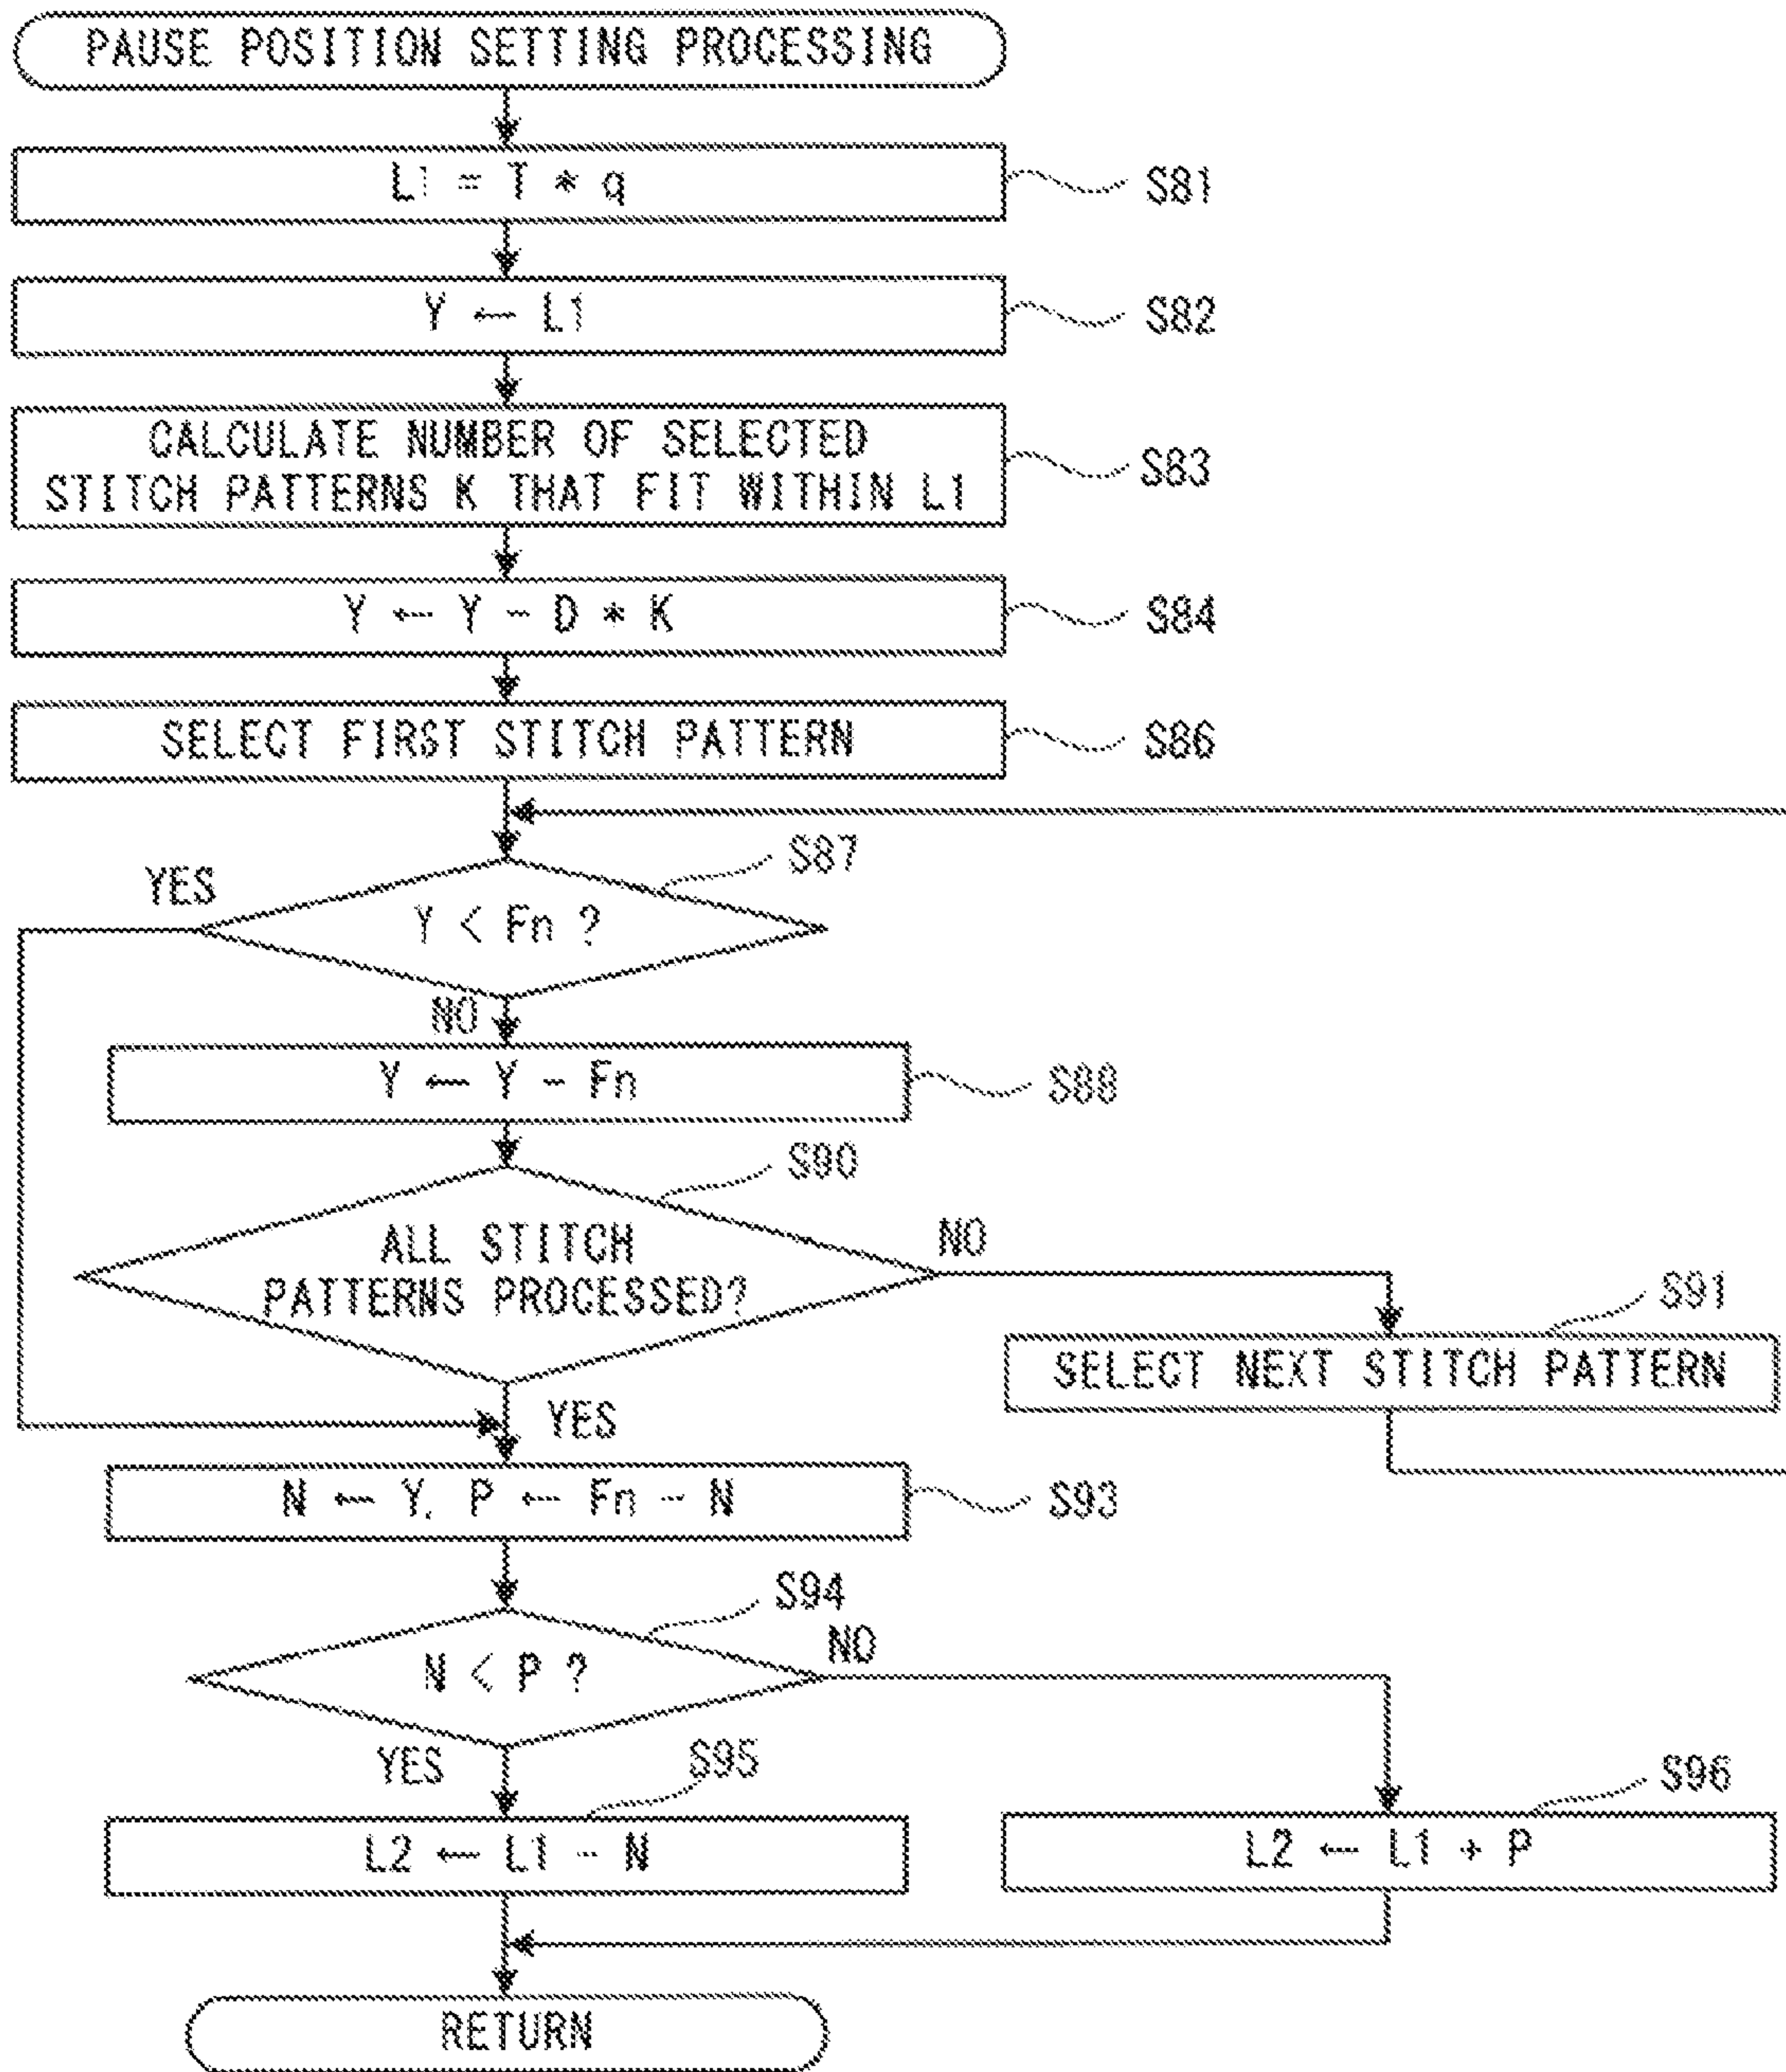 PAUSE POSITION SETTING PROCESSING
L1 = T * q
S81
Y ← L1
S82
CALCULATE NUMBER OF SELECTED
STITCH PATTERNS K THAT FIT WITHIN L1
S83
Y ← Y - D * K
S84
SELECT FIRST STITCH PATTERN
S86
S87
YES
Y < Fn ?
NO
Y ← Y - Fn
S88
S90
ALL STITCH
PATTERNS PROCESSED?
NO
S91
SELECT NEXT STITCH PATTERN
YES
N ← Y, P ← Fn - N
S93
S94
N < P ?
NO
YES
S95
S96
L2 ← L1 - N
L2 ← L1 + P
RETURN